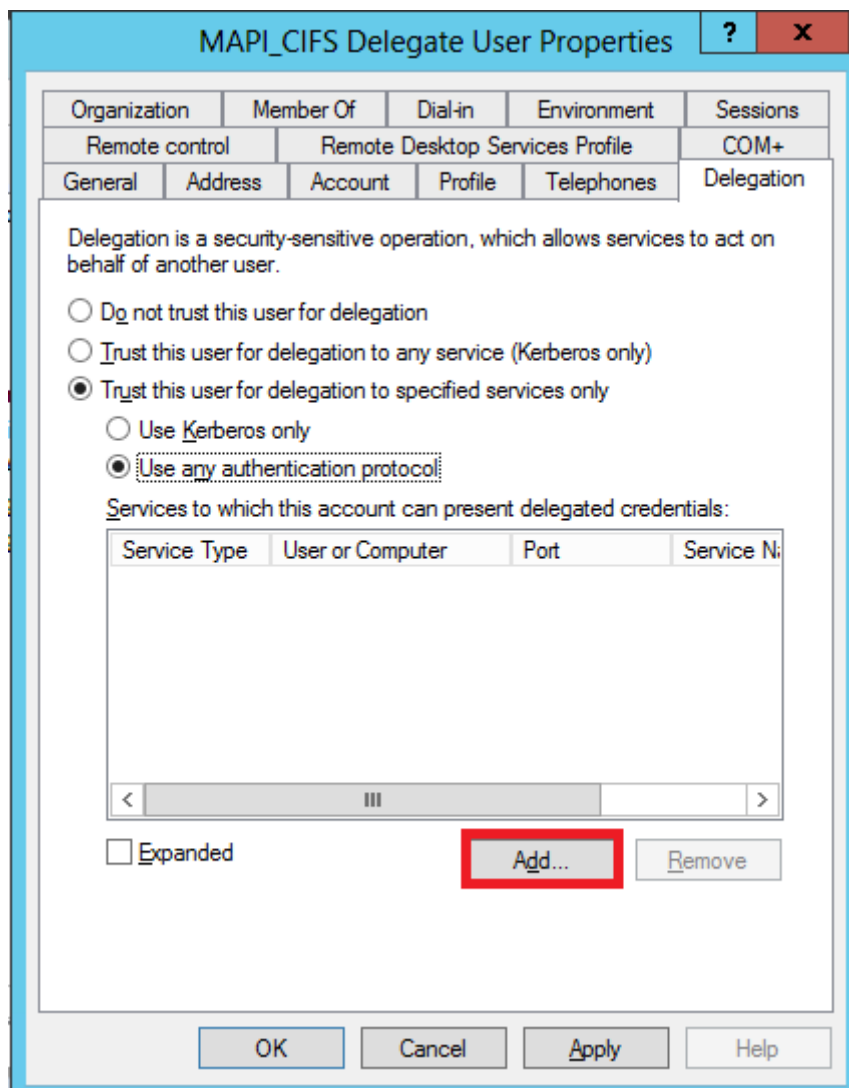 MAPI_CIFS Delegate User Properties
? x
Organization Member Of Dial-in Environment Sessions
Remote control Remote Desktop Services Profile COM+
General Address Account Profile Telephones Delegation
Delegation is a security-sensitive operation, which allows services to act on
behalf of another user.
Do not trust this user for delegation
Trust this user for delegation to any service (Kerberos only)
Trust this user for delegation to specified services only
Use Kerberos only
Use any authentication protocol
Services to which this account can present delegated credentials:
Service Type User or Computer Port Service Na
Expanded Add... Remove
OK Cancel Apply Help